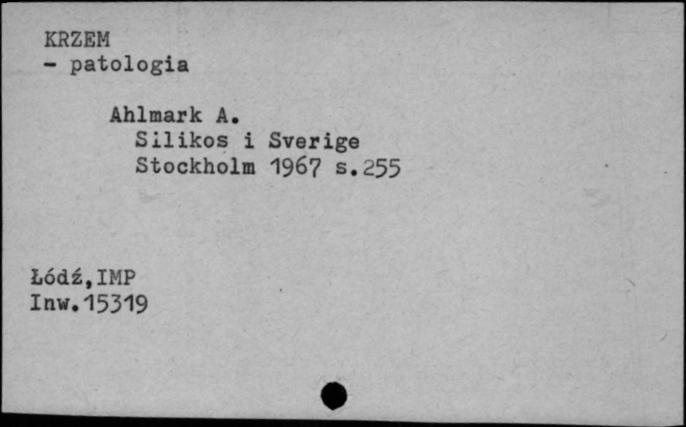 KRZEM
- patologia
Ahlmark A.
Silikos i Sverige
Stockholm 1967 s.255
Łódź,IMP
Inw.15319